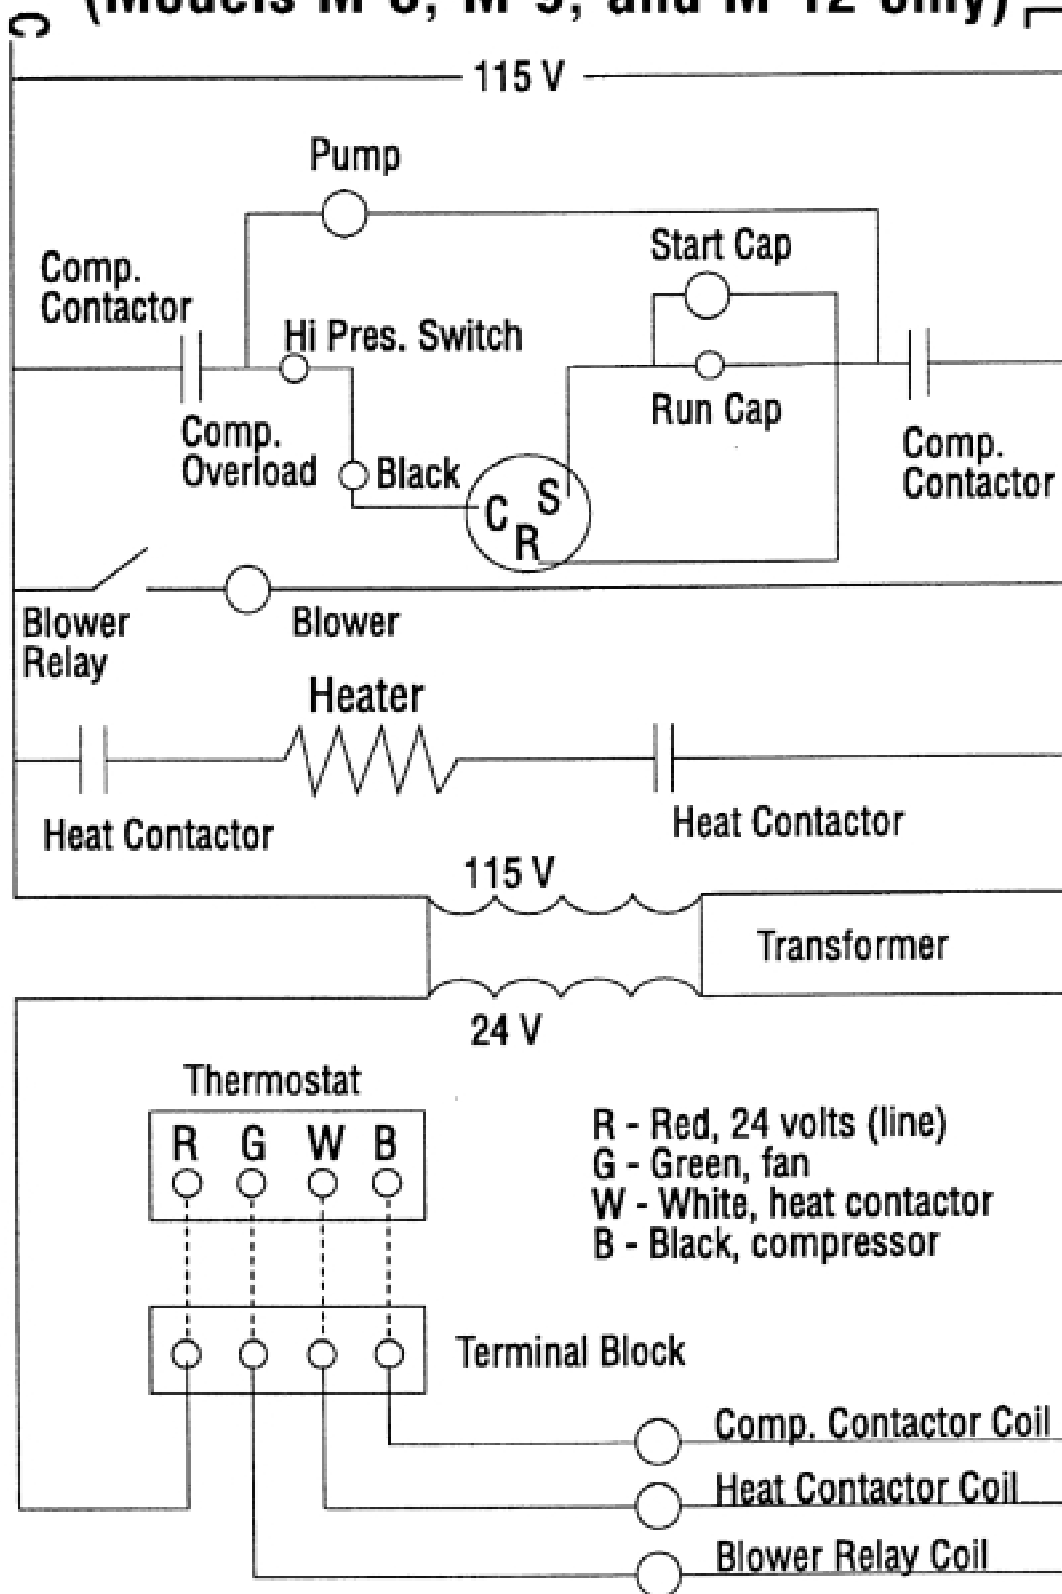 115 V
Pump
Start Cap
Comp.
Contactor
Hi Pres. Switch
Run Cap
Comp.
Overload
Black
Comp.
Contactor
C S
R
Blower
Relay
Blower
Heater
Heat Contactor
Heat Contactor
115 V
Transformer
24 V
Thermostat
R G W B
R - Red, 24 volts (line)
G - Green, fan
W - White, heat contactor
B - Black, compressor
Terminal Block
Comp. Contactor Coil
Heat Contactor Coil
Blower Relay Coil